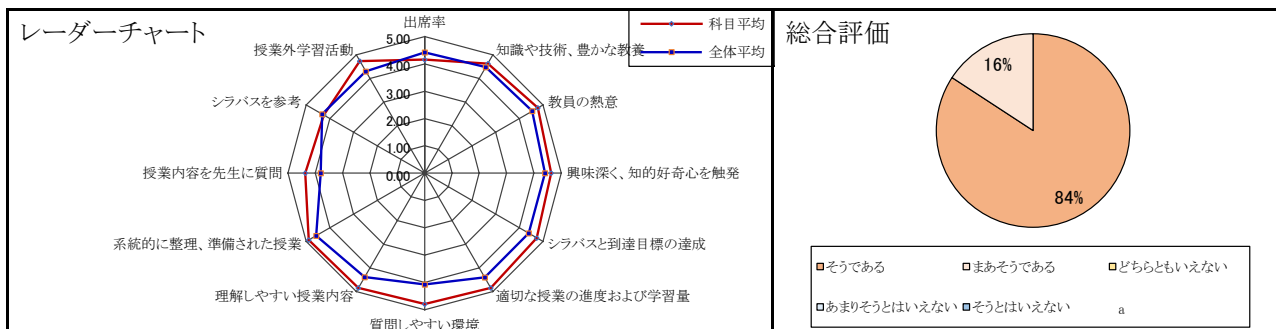 レーダーチャート
科目平均
全体平均
出席率
知識や技術、豊かな教養
教員の熱意
興味深く、知的好奇心を触発
シラバスと到達目標の達成
適切な授業の進度および学習量
質問しやすい環境
理解しやすい授業内容
系統的に整理、準備された授業
授業内容を先生に質問
シラバスを参考
授業外学習活動
5.00
4.00
3.00
2.00
1.00
0.00
総合評価
16%
84%
そうである
まあそうである
どちらともいえない
あまりそうとはいえない
そうとはいえない
a